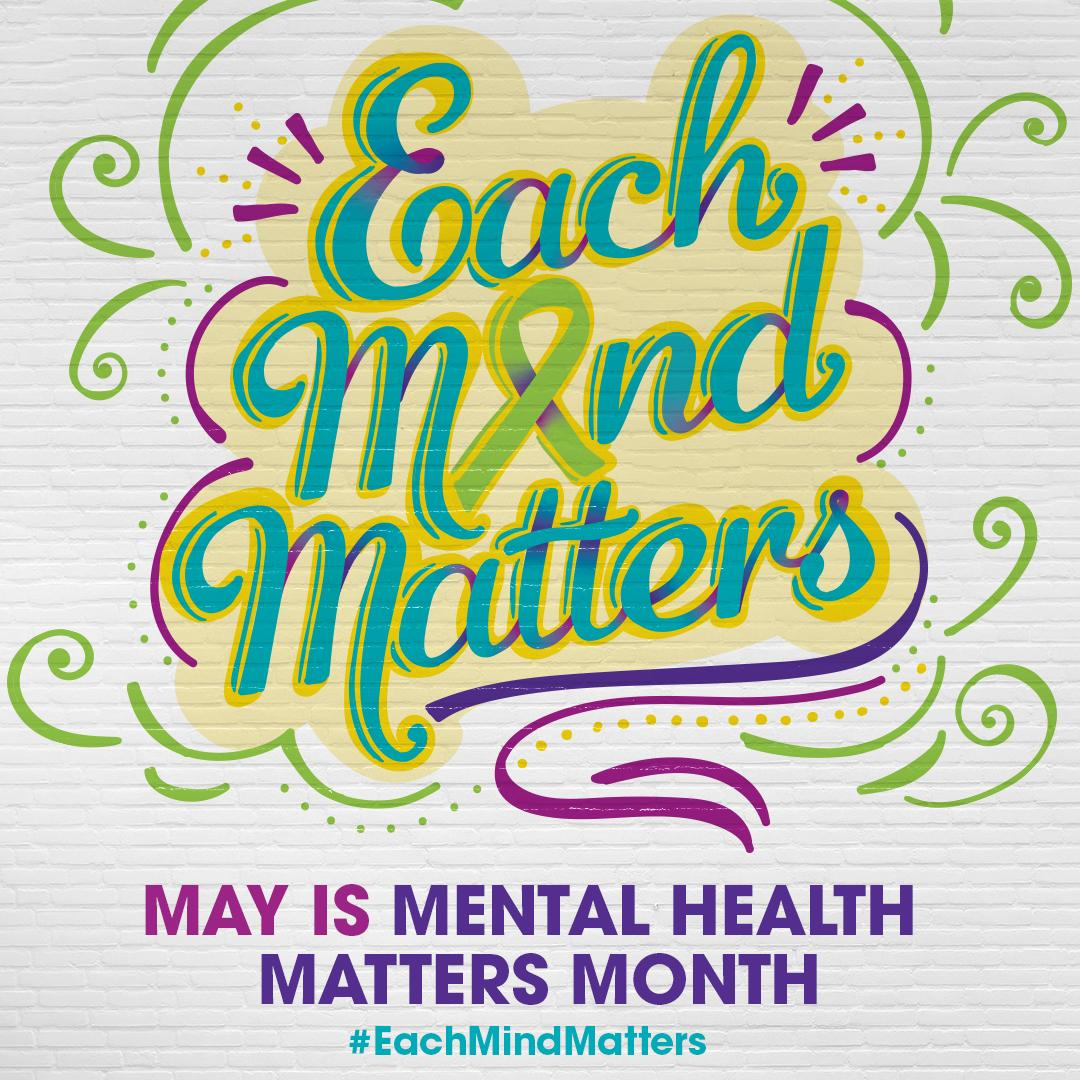 Each
Mind
Matters
MAY IS MENTAL HEALTH
MATTERS MONTH
#EachMindMatters